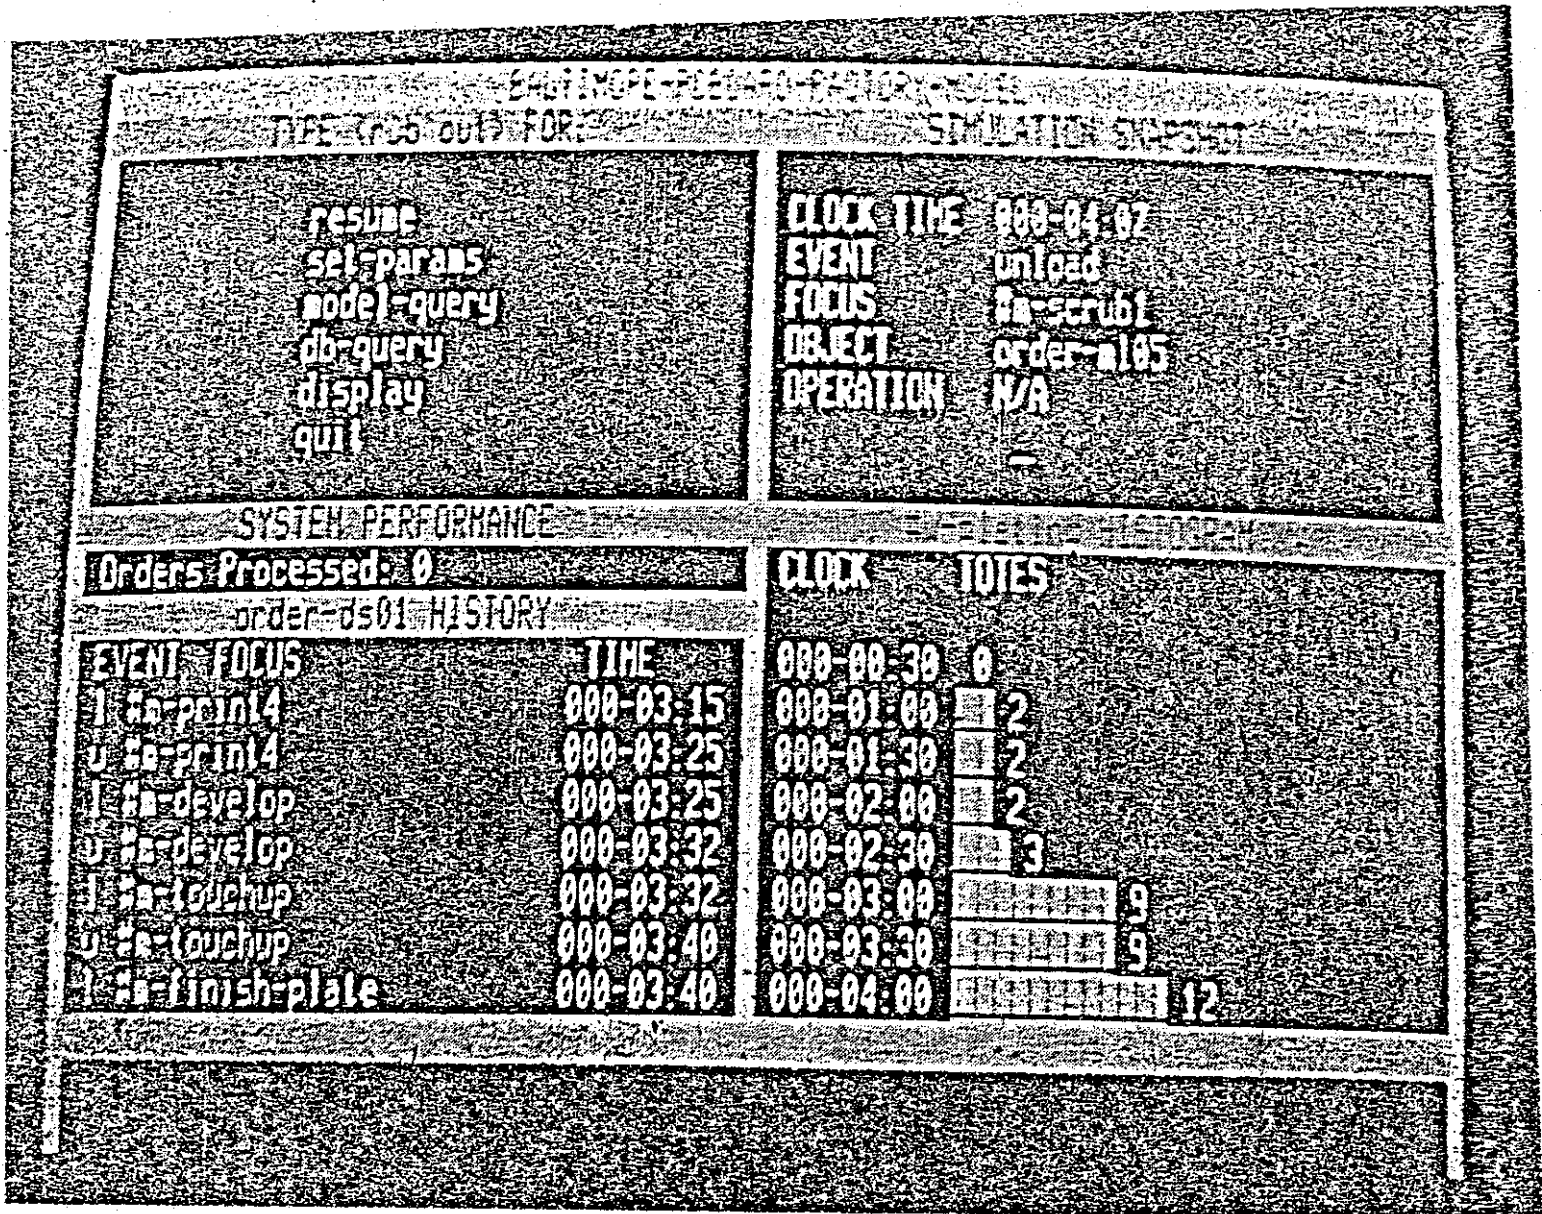 TYPE <rub out> FOR:
resume
set-params
model-query
db-query
display
quit
SIMULATION SNAPSHOT
CLOCK TIME 000-04:02
EVENT unload
FOCUS *m-scrub1
OBJECT order-ml05
OPERATION N/A
SYSTEM PERFORMANCE
Orders Processed: 0
order-ds01 HISTORY
EVENT FOCUS TIME
l *m-print4 000-03:15
u *m-print4 000-03:25
l *m-develop 000-03:25
u *m-develop 000-03:32
l *m-touchup 000-03:32
u *m-touchup 000-03:40
l *m-finish-plate 000-03:40
HISTOGRAM
CLOCK TOTES
000-00:30 0
000-01:00 2
000-01:30 2
000-02:00 2
000-02:30 3
000-03:00 9
000-03:30 9
000-04:00 12